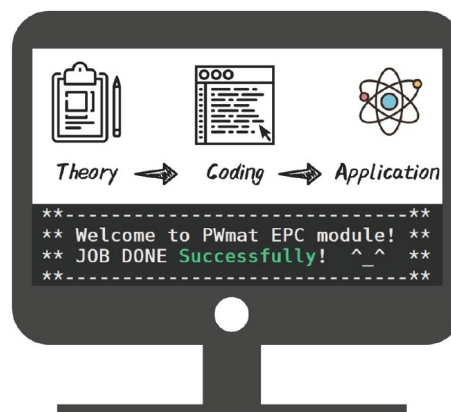 Theory Coding Application
**-------------------------------**
** Welcome to PWmat EPC module! **
** JOB DONE Successfully!  ^_^  **
**-------------------------------**